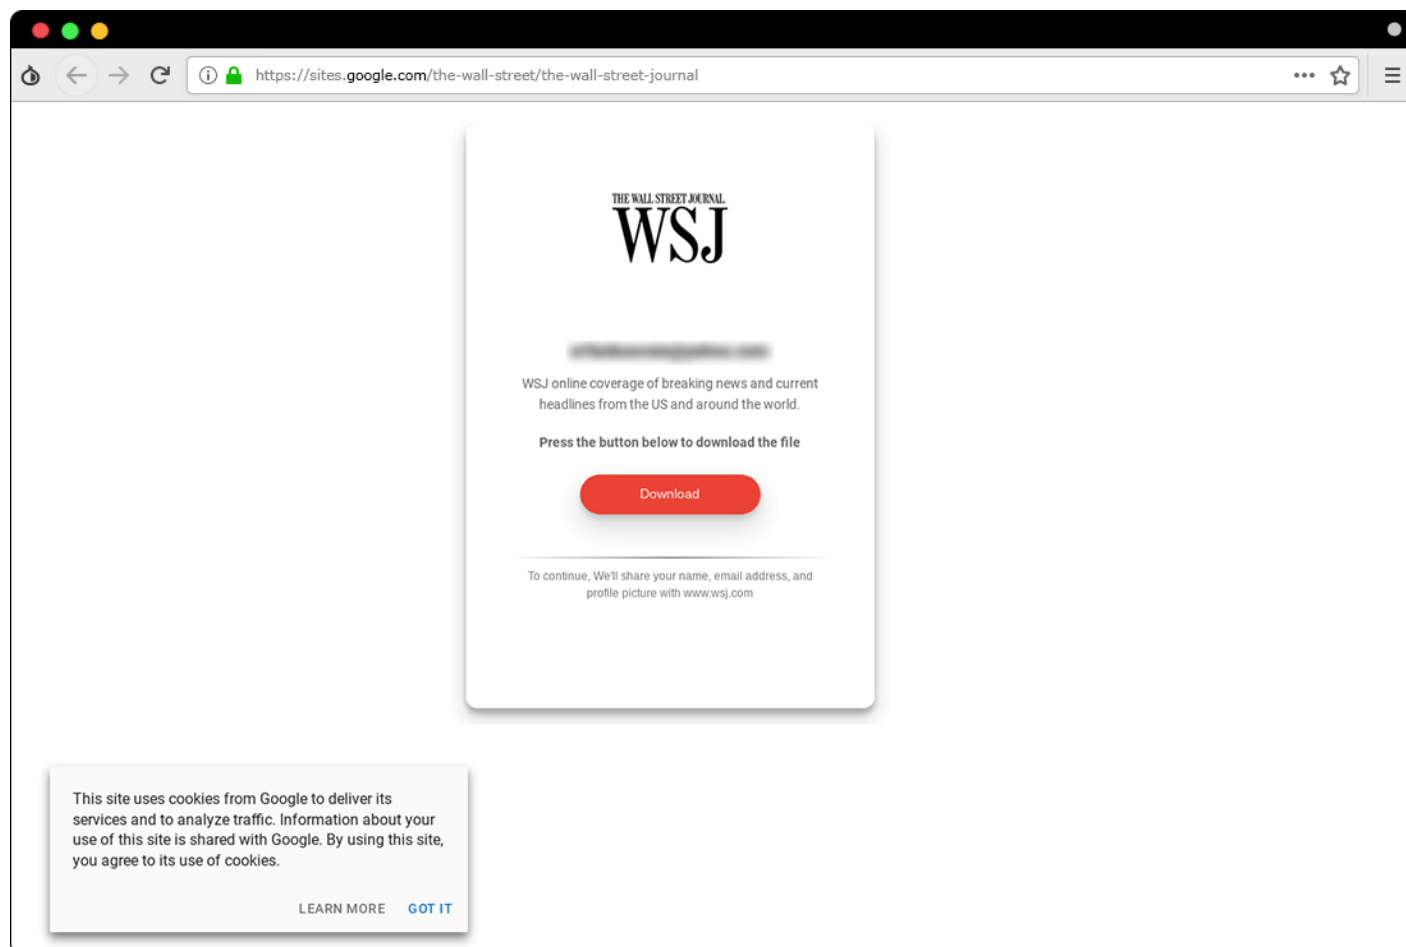 https://sites.google.com/the-wall-street/the-wall-street-journal
THE WALL STREET JOURNAL.
WSJ
WSJ online coverage of breaking news and current
headlines from the US and around the world.
Press the button below to download the file
Download
To continue, We'll share your name, email address, and
profile picture with www.wsj.com
This site uses cookies from Google to deliver its
services and to analyze traffic. Information about your
use of this site is shared with Google. By using this site,
you agree to its use of cookies.
LEARN MORE GOT IT